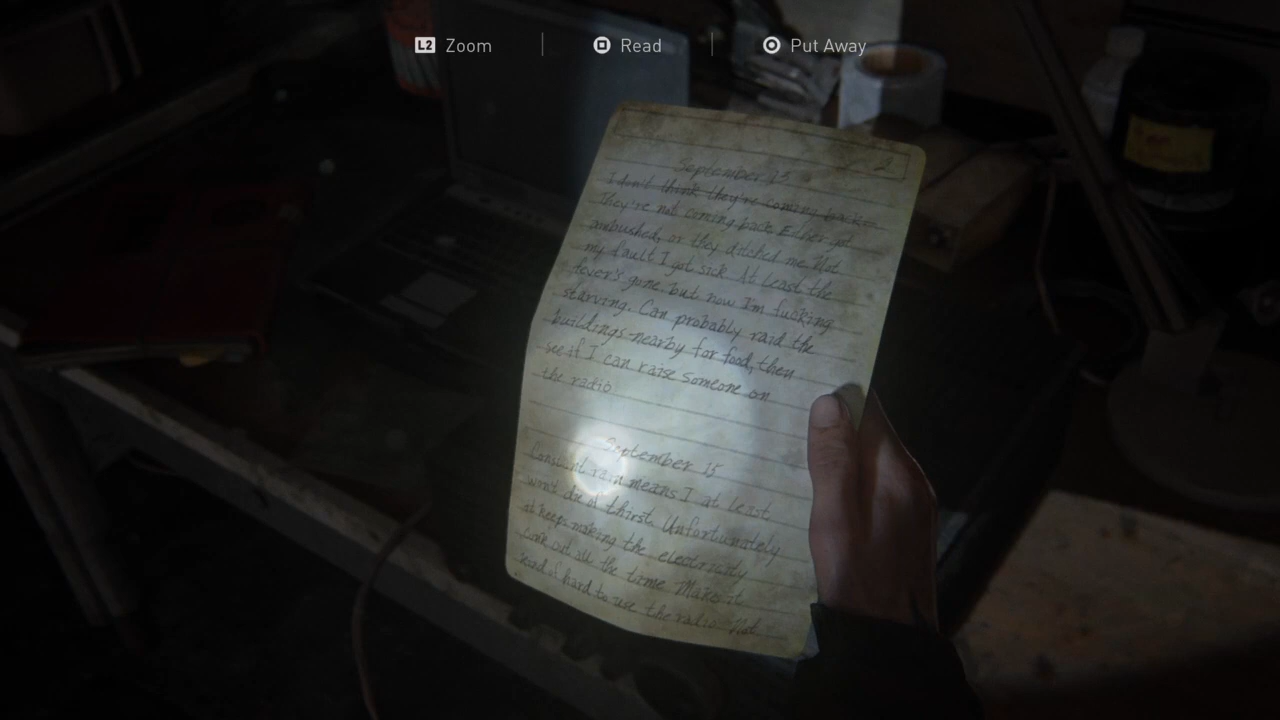 L2 Zoom
Read
Put Away
September 15
I don't think they're coming back
They're not coming back Either got
ambushed, or they ditched me Not
my fault I got sick. At least the
fever's gone but now I'm fucking
starving. Can probably raid the
buildings nearby for food, then
see if I can raise someone on
the radio
September 15
Constant rain means I at least
won't die of thirst. Unfortunately
it keeps making the electricity
conk out all the time Makes it
kind of hard to use the radio. Not